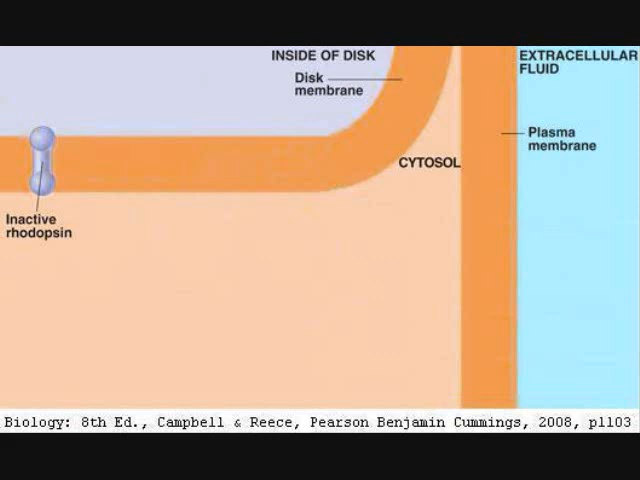 INSIDE OF DISK
Disk
membrane
EXTRACELLULAR
FLUID
Plasma
membrane
CYTOSOL
Inactive
rhodopsin
Biology: 8th Ed., Campbell & Reece, Pearson Benjamin Cummings, 2008, p1103